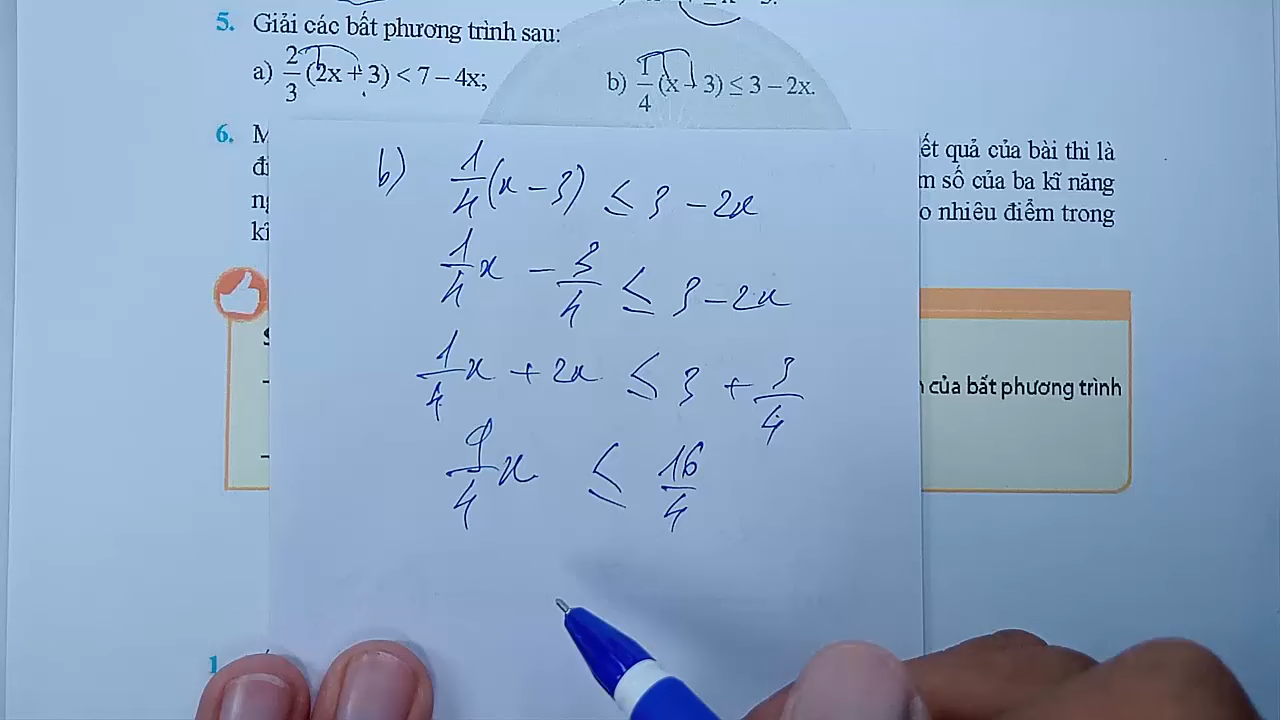 5. Giải các bất phương trình sau:
a) 2/3 (2x + 3) < 7 – 4x; b) 1/4 (x – 3) ≤ 3 – 2x.
6.
ết quả của bài thi là
m số của ba kĩ năng
o nhiêu điểm trong
kĩ
b) 1/4 (x – 3) ≤ 3 – 2x
1/4 x – 3/4 ≤ 3 – 2x
1/4 x + 2x ≤ 3 + 3/4
9/4 x ≤ 16/4
của bất phương trình
1